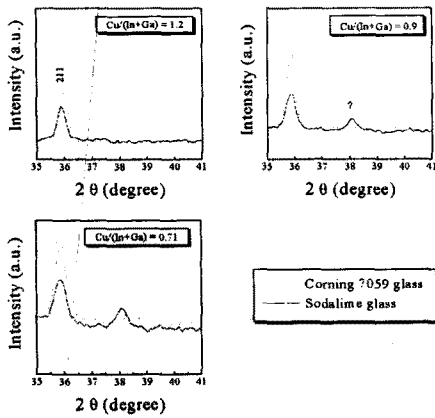 Cu/(In+Ga) = 1.2
211
Intensity (a.u.)
35 36 37 38 39 40 41
2 θ (degree)
Cu/(In+Ga) = 0.9
?
Intensity (a.u.)
35 36 37 38 39 40 41
2 θ (degree)
Cu/(In+Ga) = 0.71
Intensity (a.u.)
35 36 37 38 39 40 41
2 θ (degree)
Corning 7059 glass
Sodalime glass